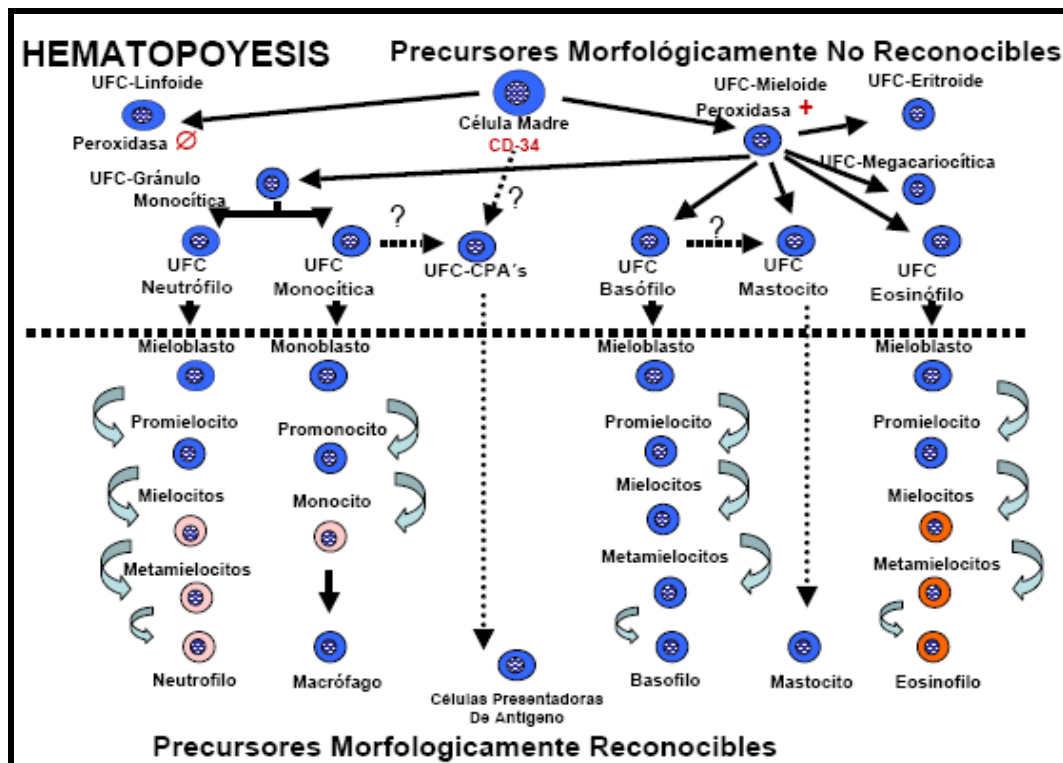 HEMATOPOYESIS
Precursores Morfológicamente No Reconocibles
UFC-Linfoide
Peroxidasa ∅
Célula Madre
CD-34
UFC-Mieloide
Peroxidasa +
UFC-Eritroide
UFC-Megacariocítica
UFC-Gránulo
Monocítica
?
?
?
UFC
Neutrófilo
UFC
Monocítica
UFC-CPA´s
UFC
Basófilo
UFC
Mastocito
UFC
Eosinófilo
Mieloblasto
Monoblasto
Mieloblasto
Mieloblasto
Promielocito
Promonocito
Promielocito
Promielocito
Mielocitos
Monocito
Mielocitos
Mielocitos
Metamielocitos
Metamielocitos
Metamielocitos
Neutrofilo
Macrófago
Células Presentadoras
De Antigeno
Basofilo
Mastocito
Eosinofilo
Precursores Morfologicamente Reconocibles